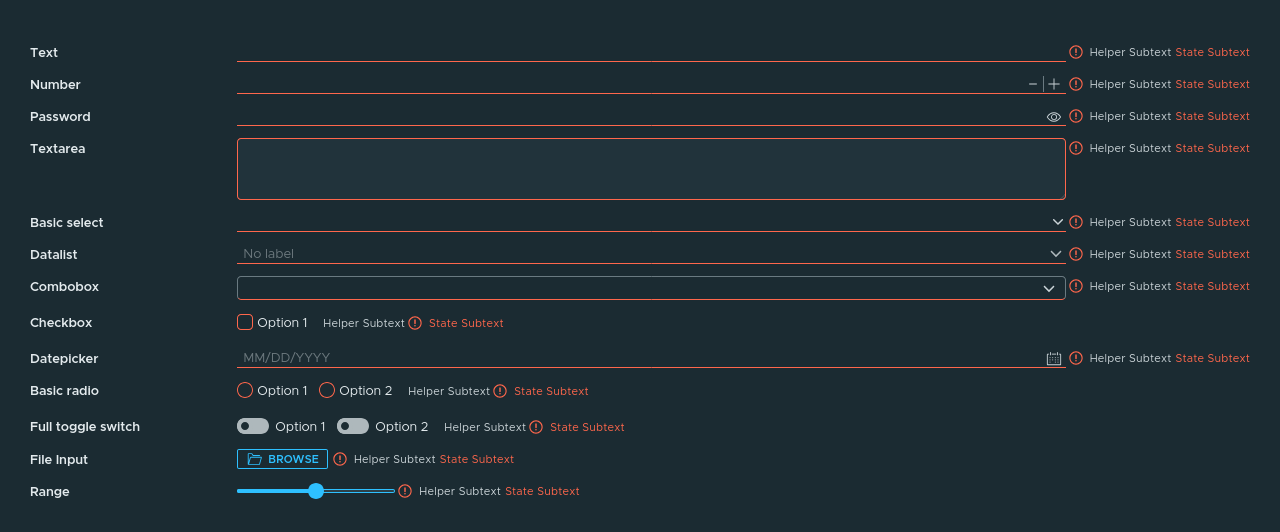 Text Helper Subtext State Subtext
Number Helper Subtext State Subtext
Password Helper Subtext State Subtext
Textarea Helper Subtext State Subtext
Basic select Helper Subtext State Subtext
Datalist No label Helper Subtext State Subtext
Combobox Helper Subtext State Subtext
Checkbox Option 1 Helper Subtext State Subtext
Datepicker MM/DD/YYYY Helper Subtext State Subtext
Basic radio Option 1 Option 2 Helper Subtext State Subtext
Full toggle switch Option 1 Option 2 Helper Subtext State Subtext
File Input BROWSE Helper Subtext State Subtext
Range Helper Subtext State Subtext